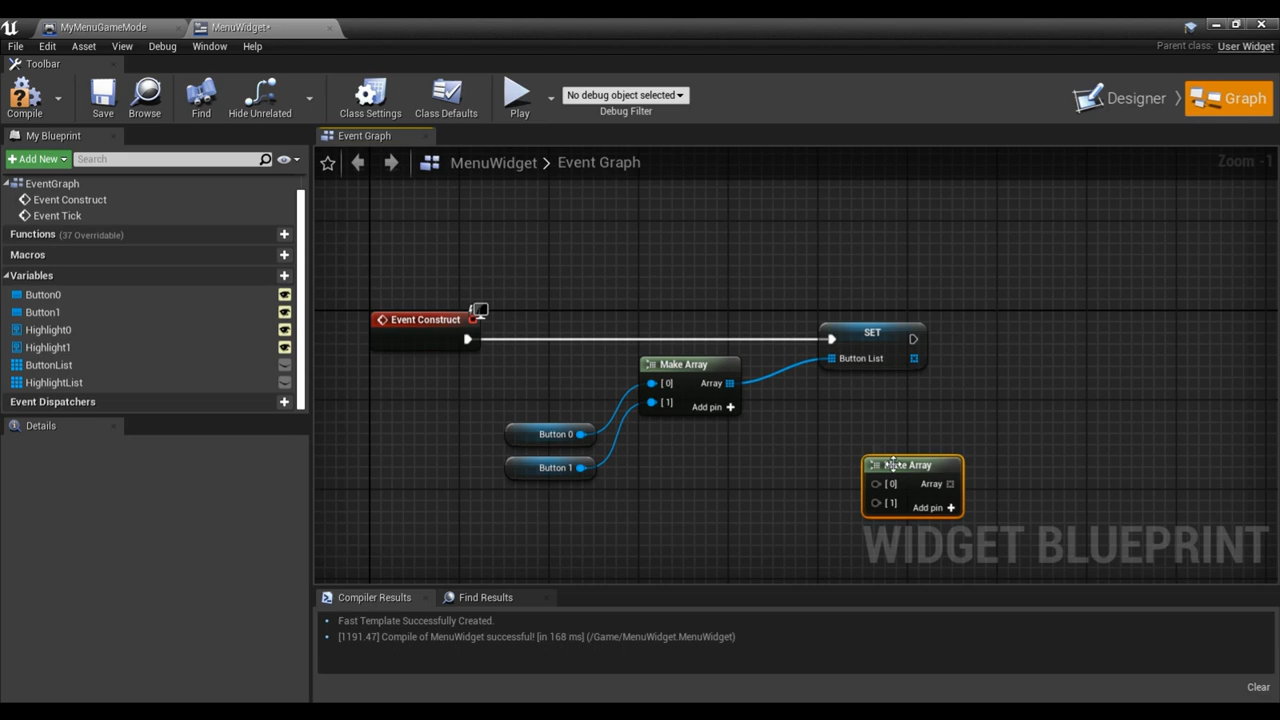 MyMenuGameMode
MenuWidget*
File Edit Asset View Debug Window Help
Parent class: User Widget
Toolbar
Compile
Save
Browse
Find
Hide Unrelated
Class Settings
Class Defaults
Play
No debug object selected
Debug Filter
Designer
Graph
My Blueprint
Add New
Search
EventGraph
Event Construct
Event Tick
Functions (37 Overridable)
Macros
Variables
Button0
Button1
Highlight0
Highlight1
ButtonList
HighlightList
Event Dispatchers
Details
Event Graph
MenuWidget > Event Graph
Zoom -1
Event Construct
SET
Button List
Make Array
[0] Array
[1]
Add pin +
Button 0
Button 1
[0] Array
[1] Add pin +
WIDGET BLUEPRINT
Compiler Results
Find Results
Fast Template Successfully Created.
[1191.47] Compile of MenuWidget successful! [in 168 ms] (/Game/MenuWidget.MenuWidget)
Clear